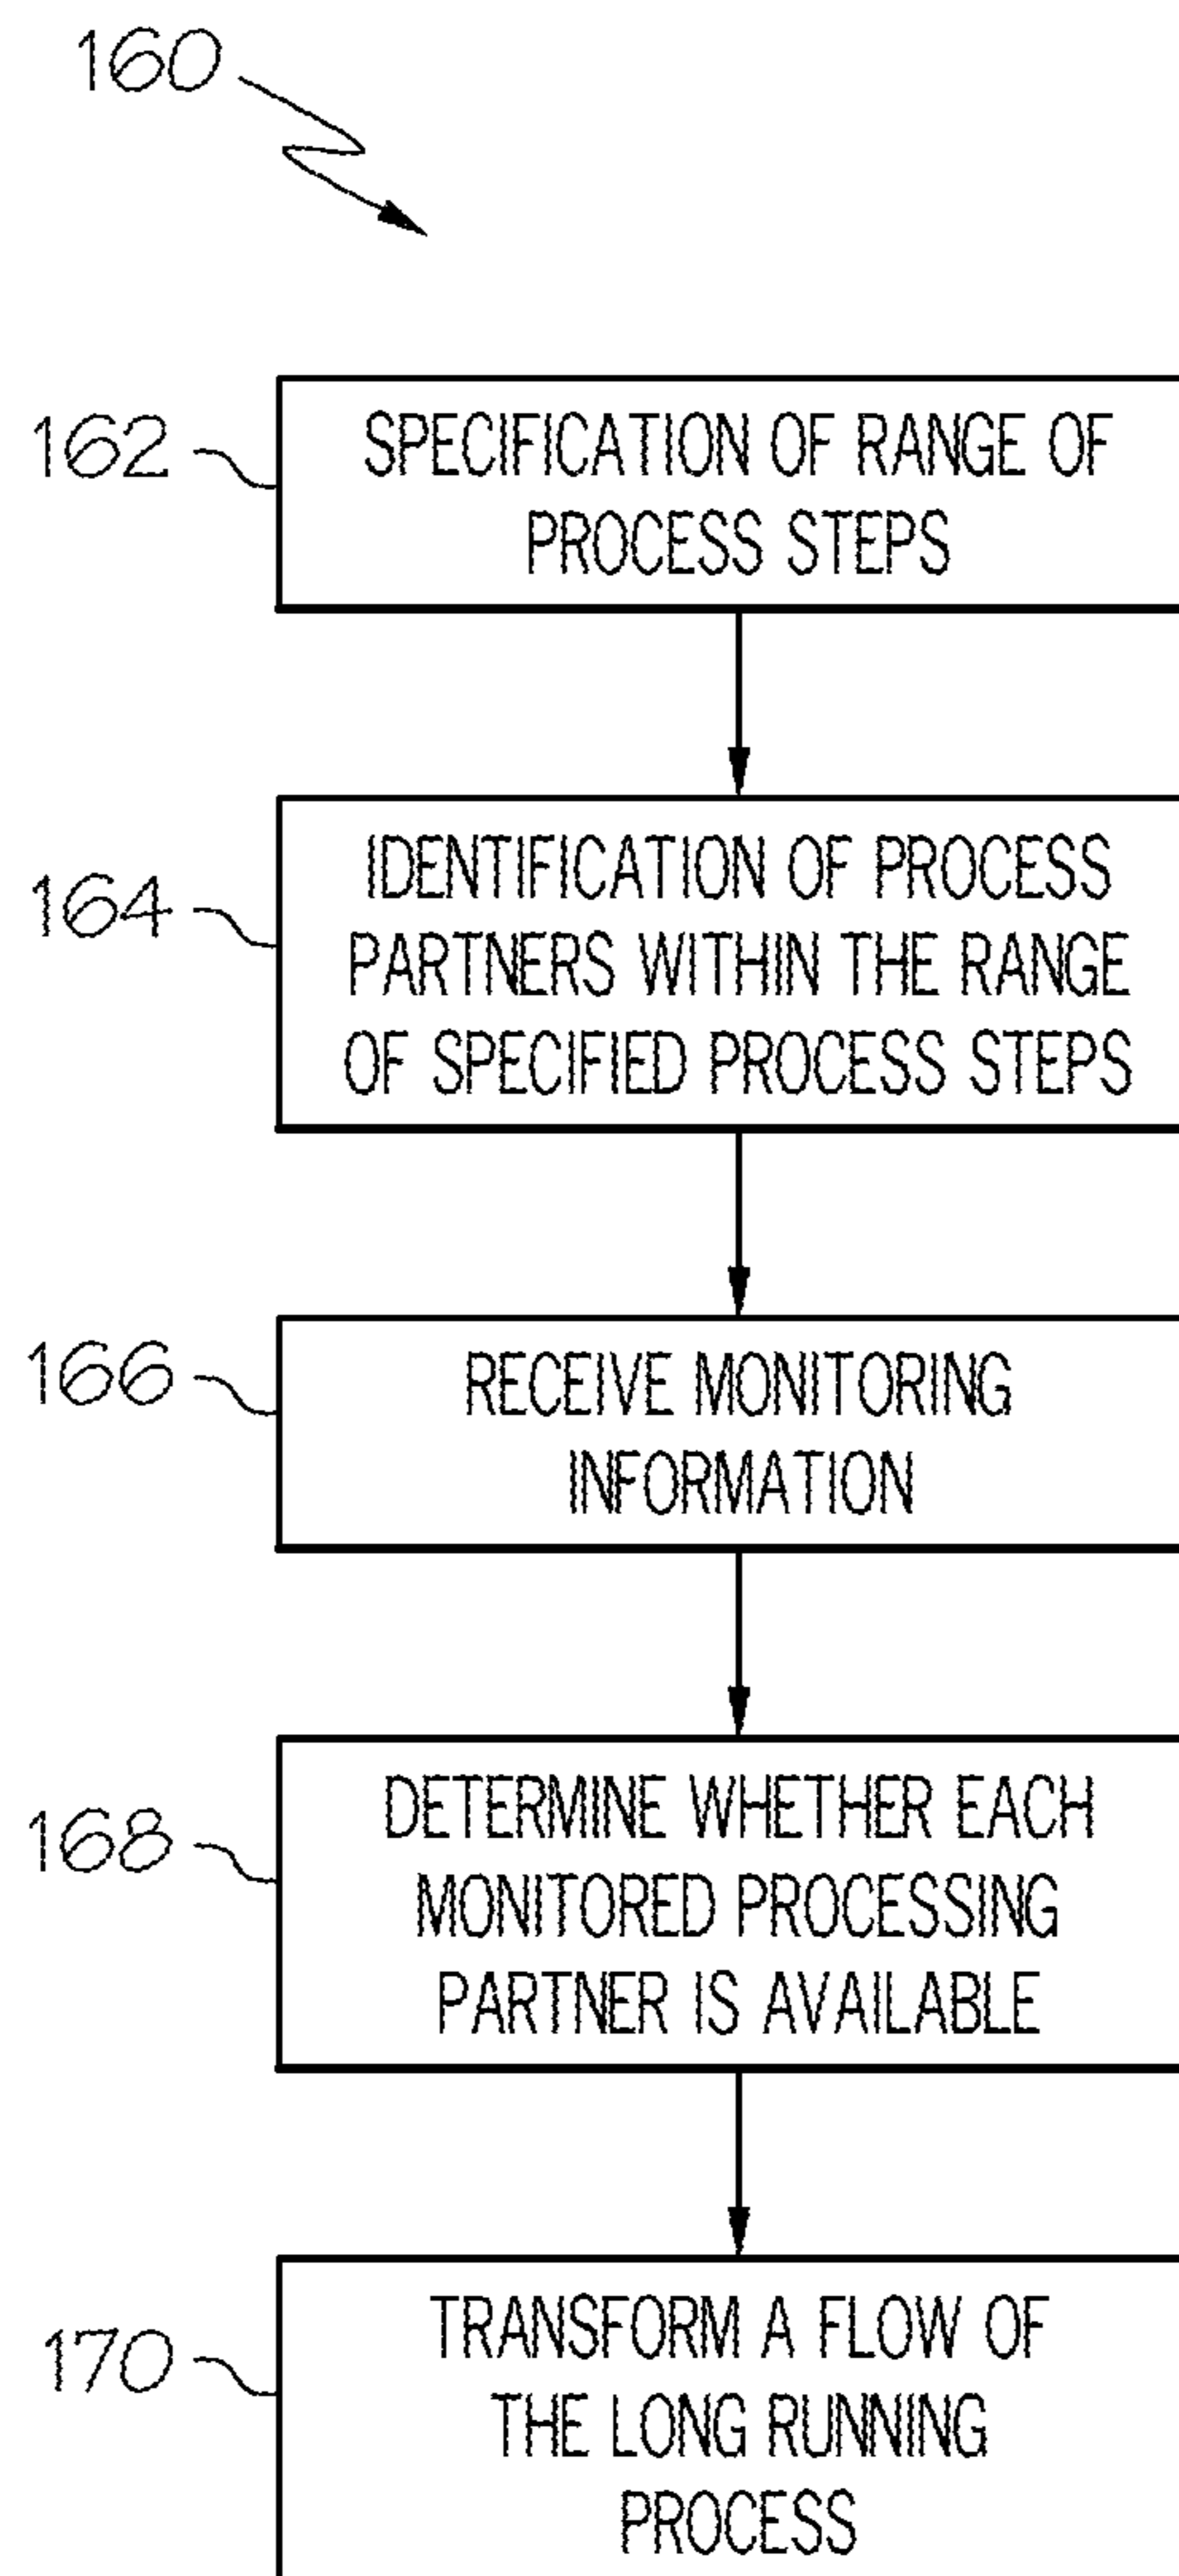 160
162
SPECIFICATION OF RANGE OF
PROCESS STEPS
164
IDENTIFICATION OF PROCESS
PARTNERS WITHIN THE RANGE
OF SPECIFIED PROCESS STEPS
166
RECEIVE MONITORING
INFORMATION
168
DETERMINE WHETHER EACH
MONITORED PROCESSING
PARTNER IS AVAILABLE
170
TRANSFORM A FLOW OF
THE LONG RUNNING
PROCESS